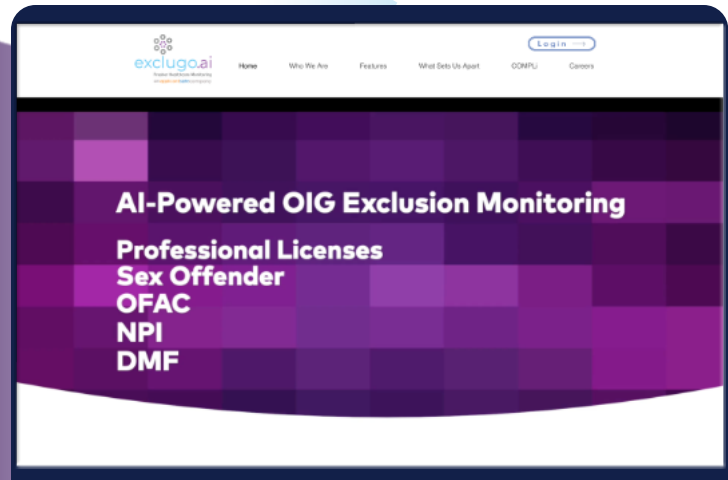 Login →
exclugo.ai
Home
Who We Are
Features
What Sets Us Apart
COMPLI
Careers
AI-Powered OIG Exclusion Monitoring
Professional Licenses
Sex Offender
OFAC
NPI
DMF